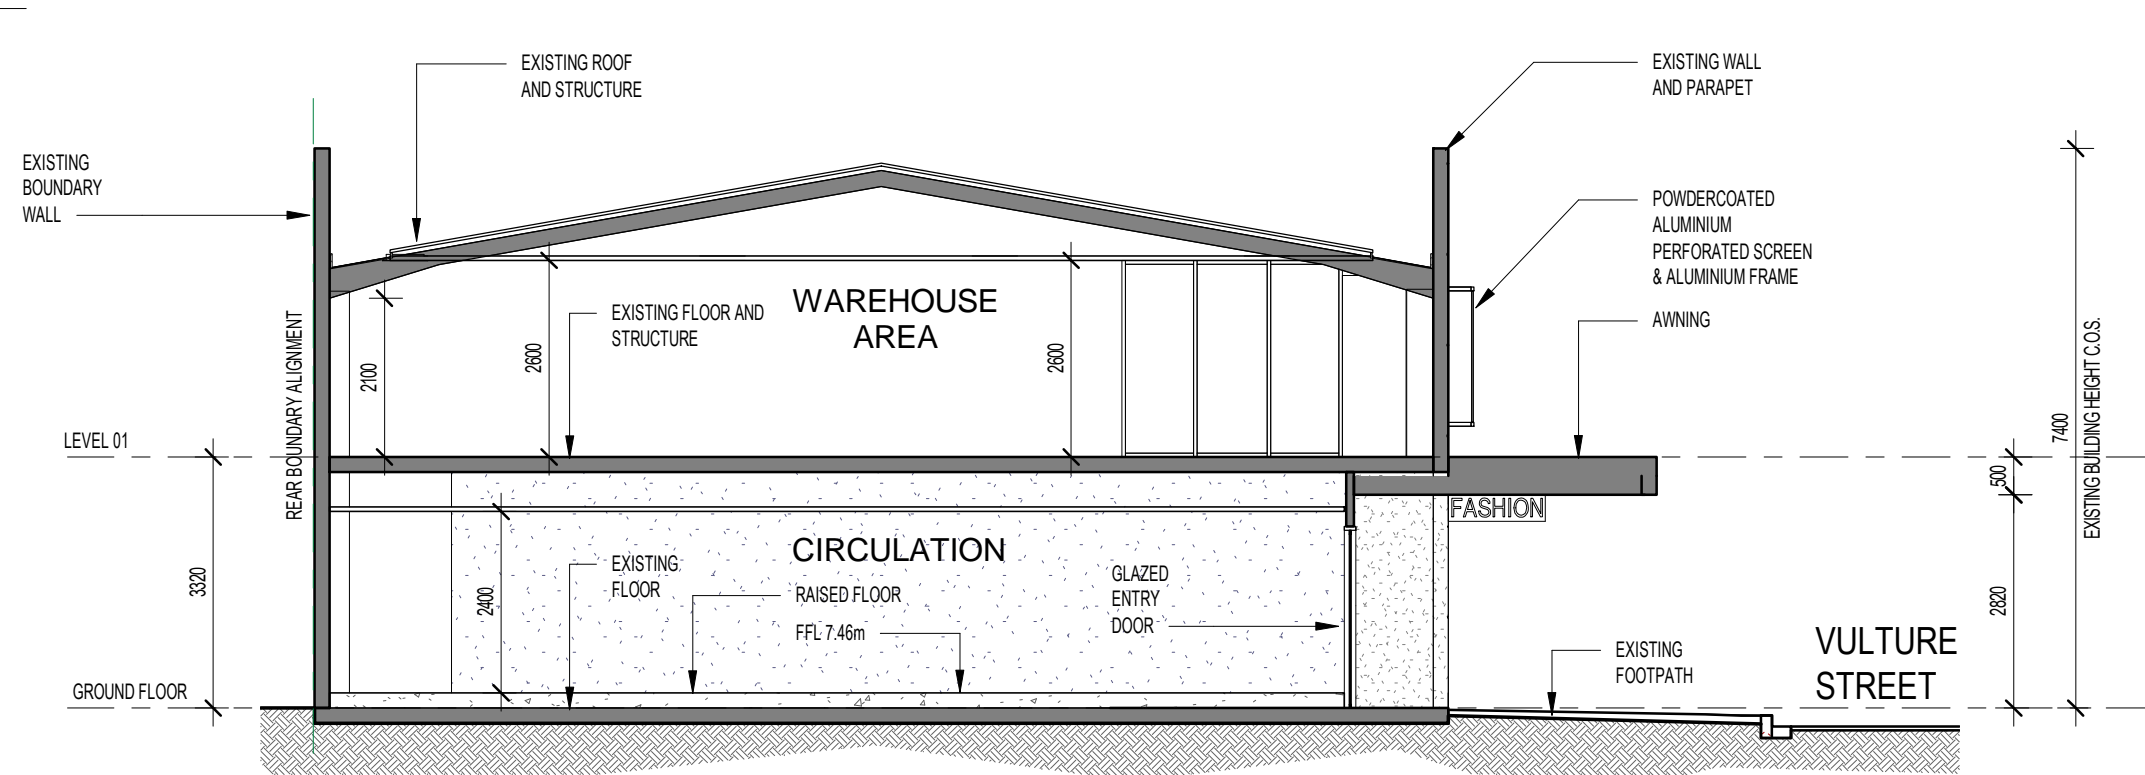 EXISTING ROOF
AND STRUCTURE
EXISTING WALL
AND PARAPET
EXISTING
BOUNDARY
WALL
POWDERCOATED
ALUMINIUM
PERFORATED SCREEN
& ALUMINIUM FRAME
AWNING
WAREHOUSE
AREA
EXISTING FLOOR AND
STRUCTURE
2100
2600
2600
REAR BOUNDARY ALIGNMENT
LEVEL 01
7400
EXISTING BUILDING HEIGHT C.O.S.
500
FASHION
CIRCULATION
EXISTING
FLOOR
RAISED FLOOR
FFL 7.46m
GLAZED
ENTRY
DOOR
3320
2400
2820
VULTURE
STREET
EXISTING
FOOTPATH
GROUND FLOOR